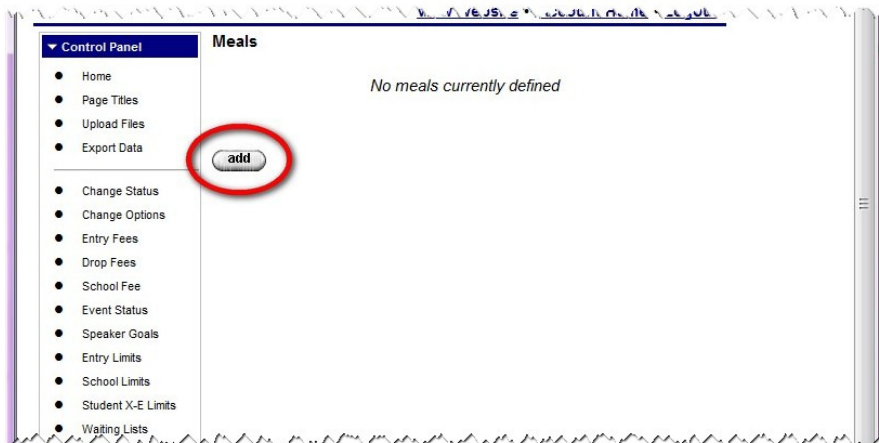 Control Panel
Home
Page Titles
Upload Files
Export Data
Change Status
Change Options
Entry Fees
Drop Fees
School Fee
Event Status
Speaker Goals
Entry Limits
School Limits
Student X-E Limits
Waiting Lists
Meals
No meals currently defined
add